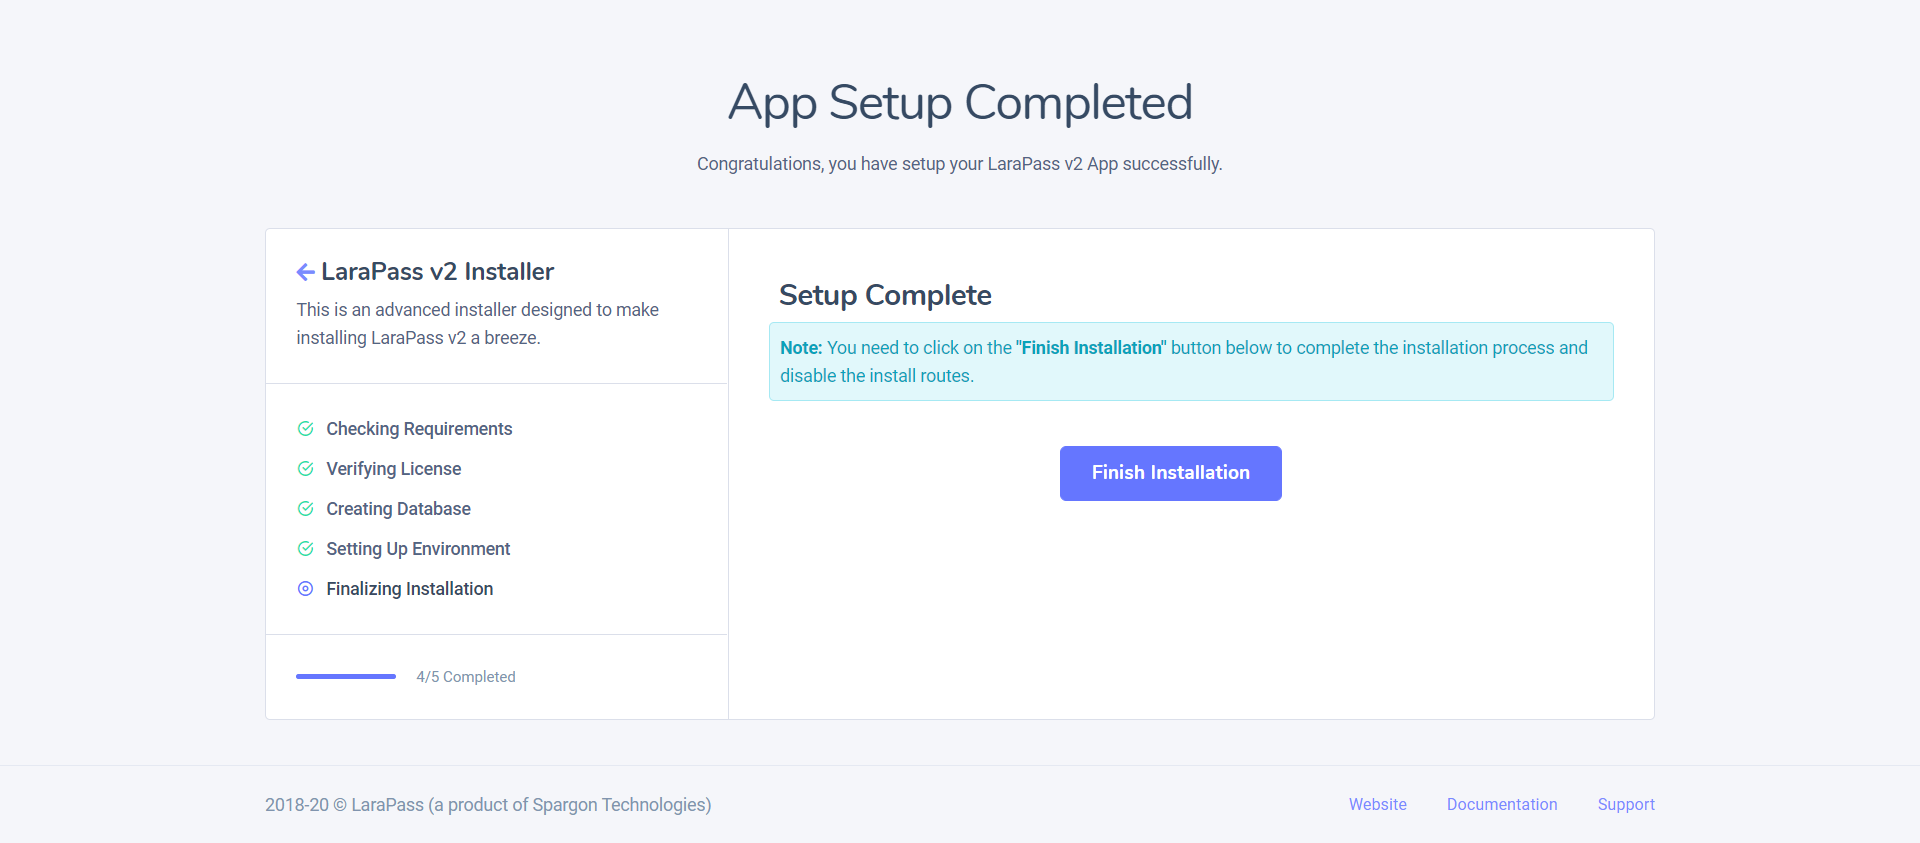 App Setup Completed
Congratulations, you have setup your LaraPass v2 App successfully.
LaraPass v2 Installer
This is an advanced installer designed to make
installing LaraPass v2 a breeze.
Checking Requirements
Verifying License
Creating Database
Setting Up Environment
Finalizing Installation
4/5 Completed
Setup Complete
Note: You need to click on the "Finish Installation" button below to complete the installation process and
disable the install routes.
Finish Installation
2018-20 © LaraPass (a product of Spargon Technologies)
Website Documentation Support